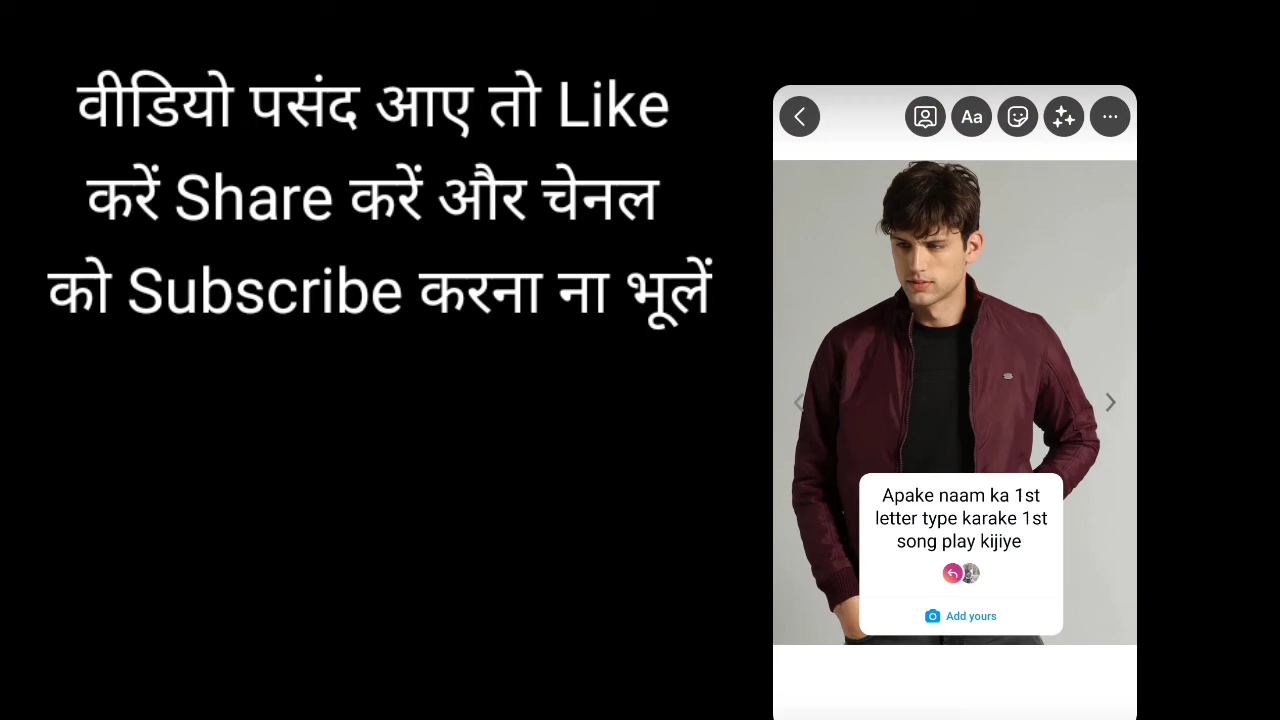 वीडियो पसंद आए तो Like
करें Share करें और चेनल
को Subscribe करना ना भूलें
Aa
Apake naam ka 1st
letter type karake 1st
song play kijiye
Add yours